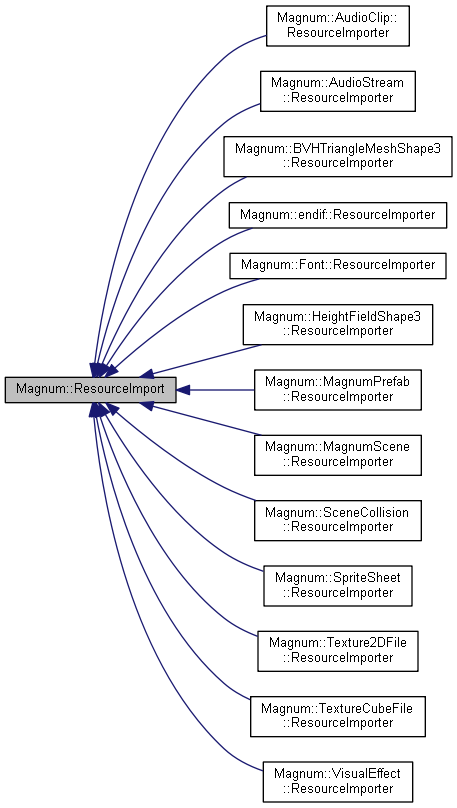 Magnum::AudioClip::
ResourceImporter
Magnum::AudioStream
::ResourceImporter
Magnum::BVHTriangleMeshShape3
::ResourceImporter
Magnum::endif::ResourceImporter
Magnum::Font::ResourceImporter
Magnum::HeightFieldShape3
::ResourceImporter
Magnum::ResourceImport
Magnum::MagnumPrefab
::ResourceImporter
Magnum::MagnumScene
::ResourceImporter
Magnum::SceneCollision
::ResourceImporter
Magnum::SpriteSheet
::ResourceImporter
Magnum::Texture2DFile
::ResourceImporter
Magnum::TextureCubeFile
::ResourceImporter
Magnum::VisualEffect
::ResourceImporter